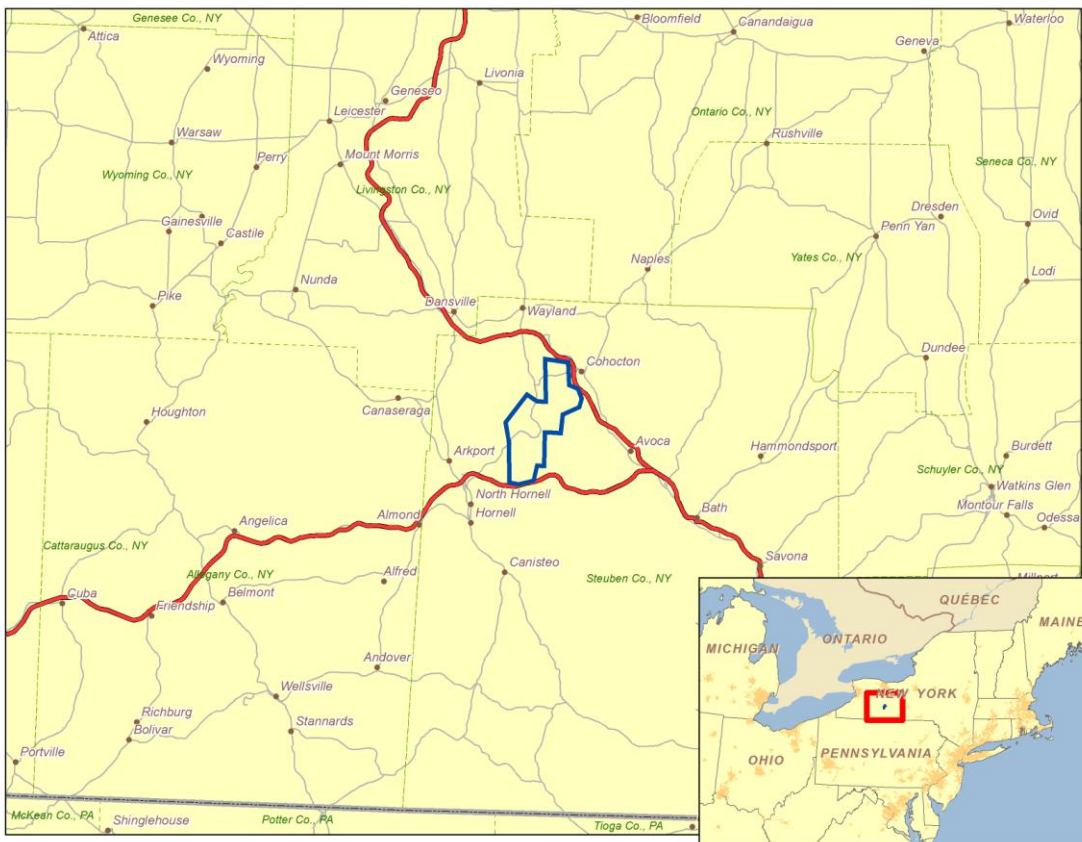 Genesee Co., NY
Bloomfield
Canandaigua
Waterloo
Attica
Geneva
Wyoming
Livonia
Geneseo
Leicester
Ontario Co., NY
Warsaw
Rushville
Mount Morris
Seneca Co., NY
Perry
Wyoming Co., NY
Livingston Co., NY
Dresden
Gainesville
Ovid
Castile
Penn Yan
Yates Co., NY
Naples
Lodi
Nunda
Pike
Dansville
Wayland
Dundee
Cohocton
Canaseraga
Houghton
Avoca
Hammondsport
Burdett
Arkport
Schuyler Co., NY
Watkins Glen
North Hornell
Montour Falls
Bath
Hornell
Almond
Angelica
Odessa
Cattaraugus Co., NY
Canisteo
Savona
Allegany Co., NY
Alfred
Steuben Co., NY
Cuba
Belmont
Friendship
QUÉBEC
MAINE
ONTARIO
MICHIGAN
Andover
Wellsville
NEW YORK
Richburg
Stannards
Bolivar
PENNSYLVANIA
OHIO
Portville
McKean Co., PA
Shinglehouse
Potter Co., PA
Tioga Co., PA